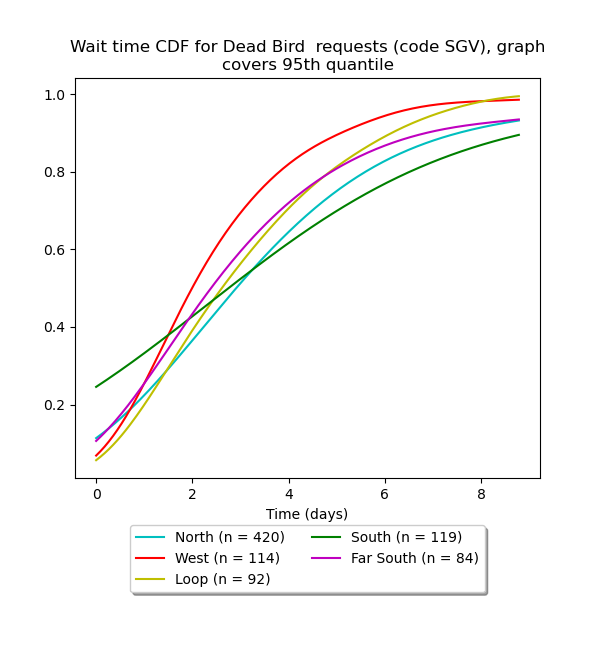 Wait time CDF for Dead Bird  requests (code SGV), graph
covers 95th quantile
1.0
0.8
0.6
0.4
0.2
0 2 4 6 8
Time (days)
North (n = 420)
West (n = 114)
Loop (n = 92)
South (n = 119)
Far South (n = 84)